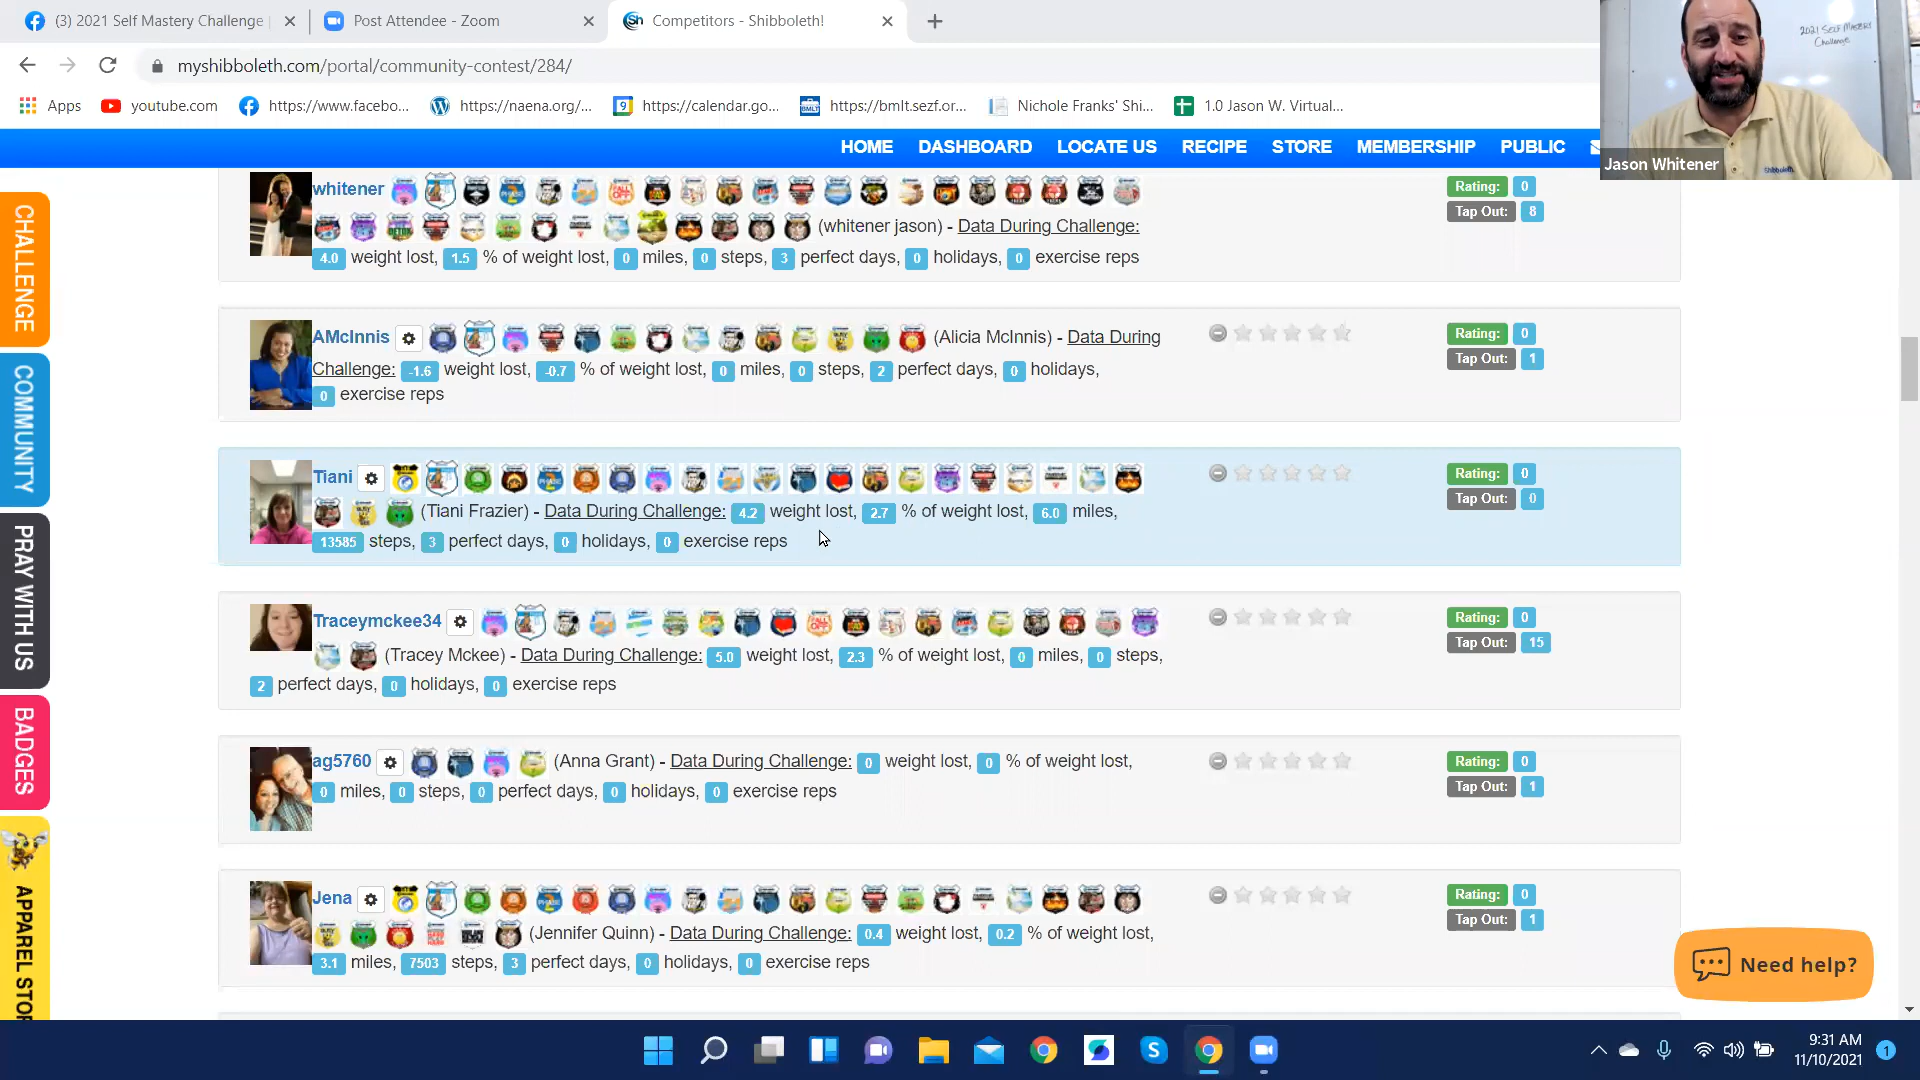 (3) 2021 Self Mastery Challenge
Post Attendee - Zoom
Competitors - Shibboleth!
myshibboleth.com/portal/community-contest/284/
Apps
youtube.com
https://www.facebo...
https://naena.org/...
https://calendar.go...
https://bmlt.sezf.or...
Nichole Franks' Shi...
1.0 Jason W. Virtual...
2021 Self Mastery
Challenge
Jason Whitener
HOME DASHBOARD LOCATE US RECIPE STORE MEMBERSHIP PUBLIC
CHALLENGE
COMMUNITY
PRAY WITH US
BADGES
APPAREL STOR
whitener
(whitener jason) - Data During Challenge:
4.0 weight lost, 1.5 % of weight lost, 0 miles, 0 steps, 3 perfect days, 0 holidays, 0 exercise reps
Rating: 0
Tap Out: 8
AMcInnis (Alicia McInnis) - Data During
Challenge: -1.6 weight lost, -0.7 % of weight lost, 0 miles, 0 steps, 2 perfect days, 0 holidays,
0 exercise reps
Rating: 0
Tap Out: 1
Tiani
(Tiani Frazier) - Data During Challenge: 4.2 weight lost, 2.7 % of weight lost, 6.0 miles,
13585 steps, 3 perfect days, 0 holidays, 0 exercise reps
Rating: 0
Tap Out: 0
Traceymckee34
(Tracey Mckee) - Data During Challenge: 5.0 weight lost, 2.3 % of weight lost, 0 miles, 0 steps,
2 perfect days, 0 holidays, 0 exercise reps
Rating: 0
Tap Out: 15
ag5760 (Anna Grant) - Data During Challenge: 0 weight lost, 0 % of weight lost,
0 miles, 0 steps, 0 perfect days, 0 holidays, 0 exercise reps
Rating: 0
Tap Out: 1
Jena
(Jennifer Quinn) - Data During Challenge: 0.4 weight lost, 0.2 % of weight lost,
3.1 miles, 7503 steps, 3 perfect days, 0 holidays, 0 exercise reps
Rating: 0
Tap Out: 1
Need help?
9:31 AM
11/10/2021
1